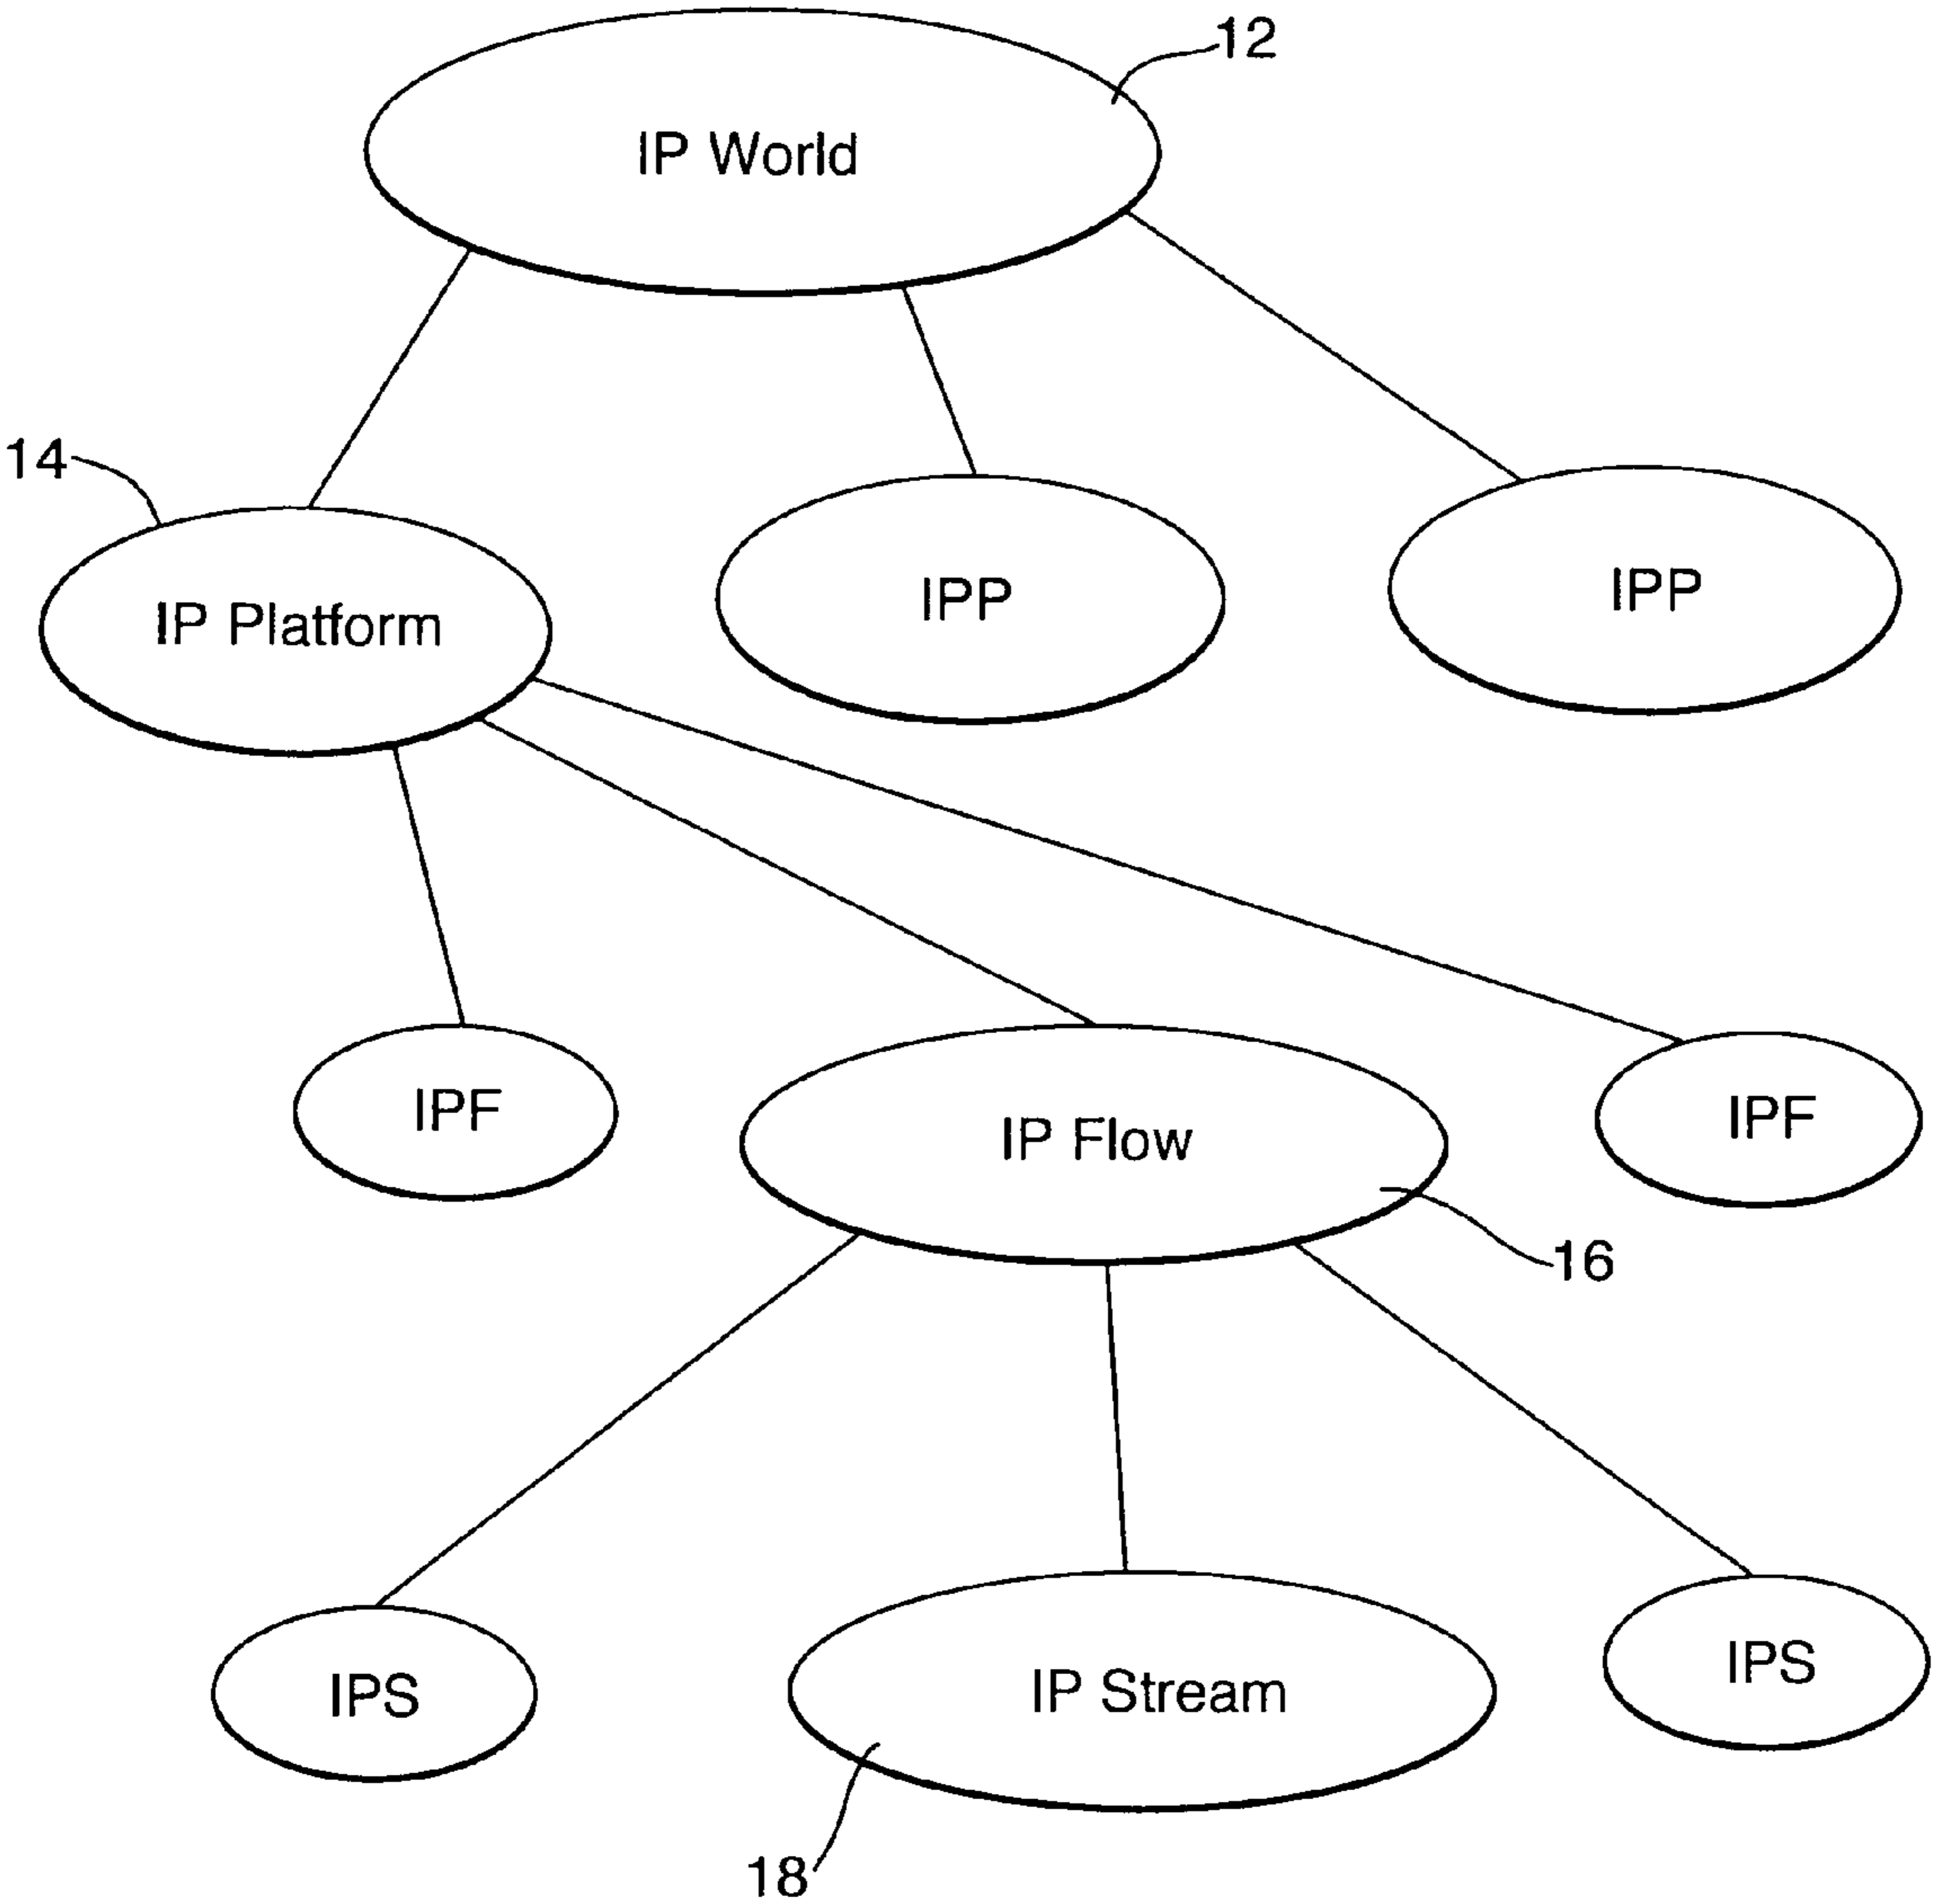 12
IP World
14
IP Platform
IPP
IPP
IPF
IP Flow
IPF
16
IPS
IP Stream
IPS
18